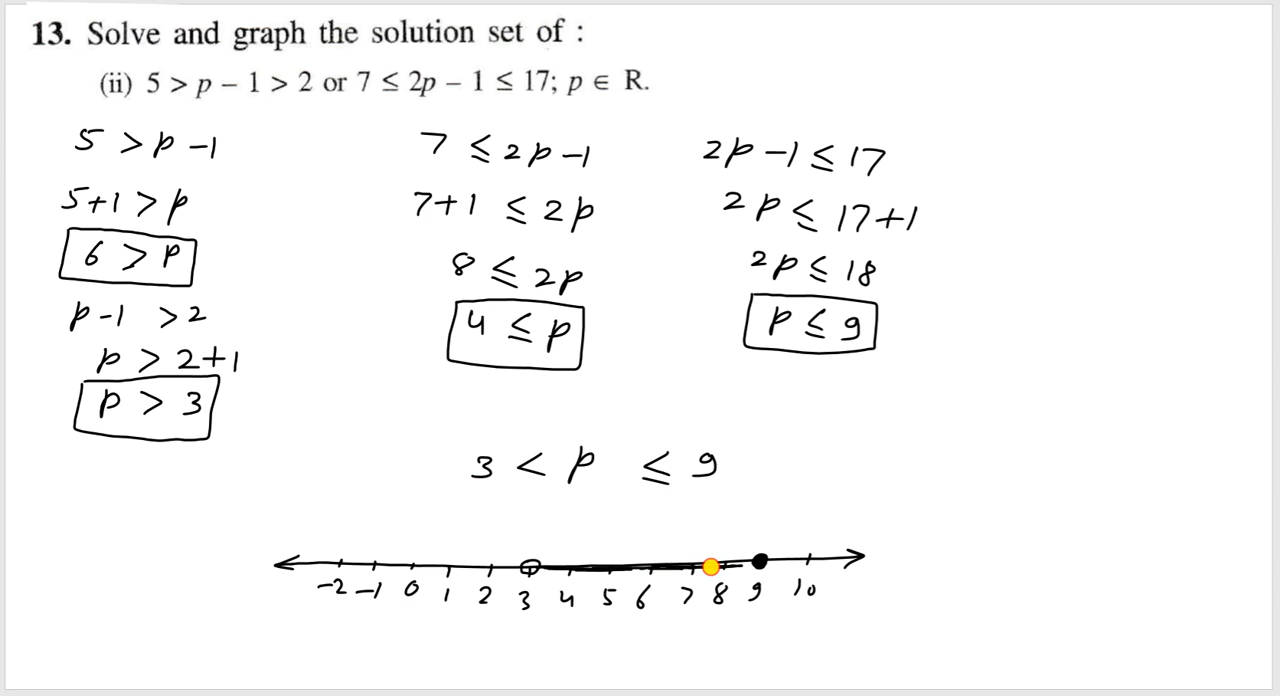 13. Solve and graph the solution set of :
(ii) 5 > p – 1 > 2 or 7 ≤ 2p – 1 ≤ 17; p ∈ R.
5 > p - 1
5+1 > p
6 > p
p - 1 > 2
p > 2+1
p > 3
7 ≤ 2p - 1
7+1 ≤ 2p
8 ≤ 2p
4 ≤ p
2p - 1 ≤ 17
2p ≤ 17+1
2p ≤ 18
p ≤ 9
3 < p ≤ 9
-2 -1 0 1 2 3 4 5 6 7 8 9 10